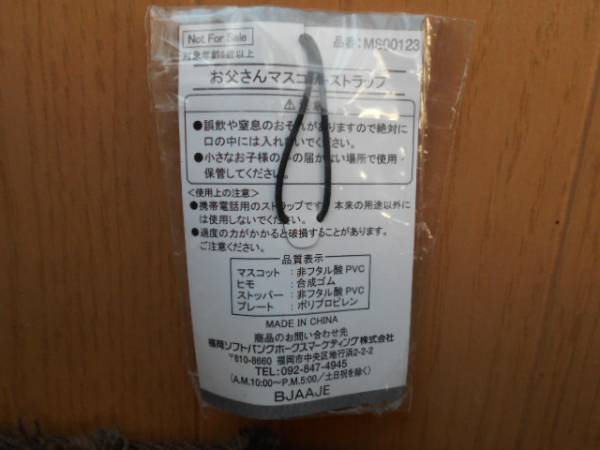 Not For Sale
品番：MS00123
対象年齢6歳以上
お父さんマスコットストラップ
⚠注意
●誤飲や窒息のおそれがありますので絶対に
口の中には入れないでください。
●小さなお子様の手の届かない場所で使用・
保管してください。
＜使用上の注意＞
●携帯電話用のストラップです。本来の用途以外に
は使用しないでください。
●過度の力がかかると破損することがあります。
ご注意ください。
品質表示
マスコット：非フタル酸PVC
ヒモ：合成ゴム
ストッパー：非フタル酸PVC
プレート：ポリプロピレン
MADE IN CHINA
商品のお問い合わせ先
福岡ソフトバンクホークスマーケティング株式会社
〒810-8660 福岡市中央区地行浜2-2-2
TEL:092-847-4945
(A.M.10:00〜P.M.5:00／土日祝を除く)
BJAAJE